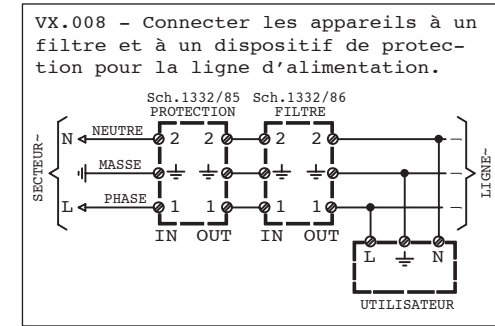 VX.008 - Connecter les appareils à un
filtre et à un dispositif de protec-
tion pour la ligne d'alimentation.
Sch.1332/85 Sch.1332/86
PROTECTION FILTRE
SECTEUR~
N NEUTRE 2 2 2 2
MASSE
L PHASE 1 1 1 1
IN OUT IN OUT
LIGNE~
L N
UTILISATEUR